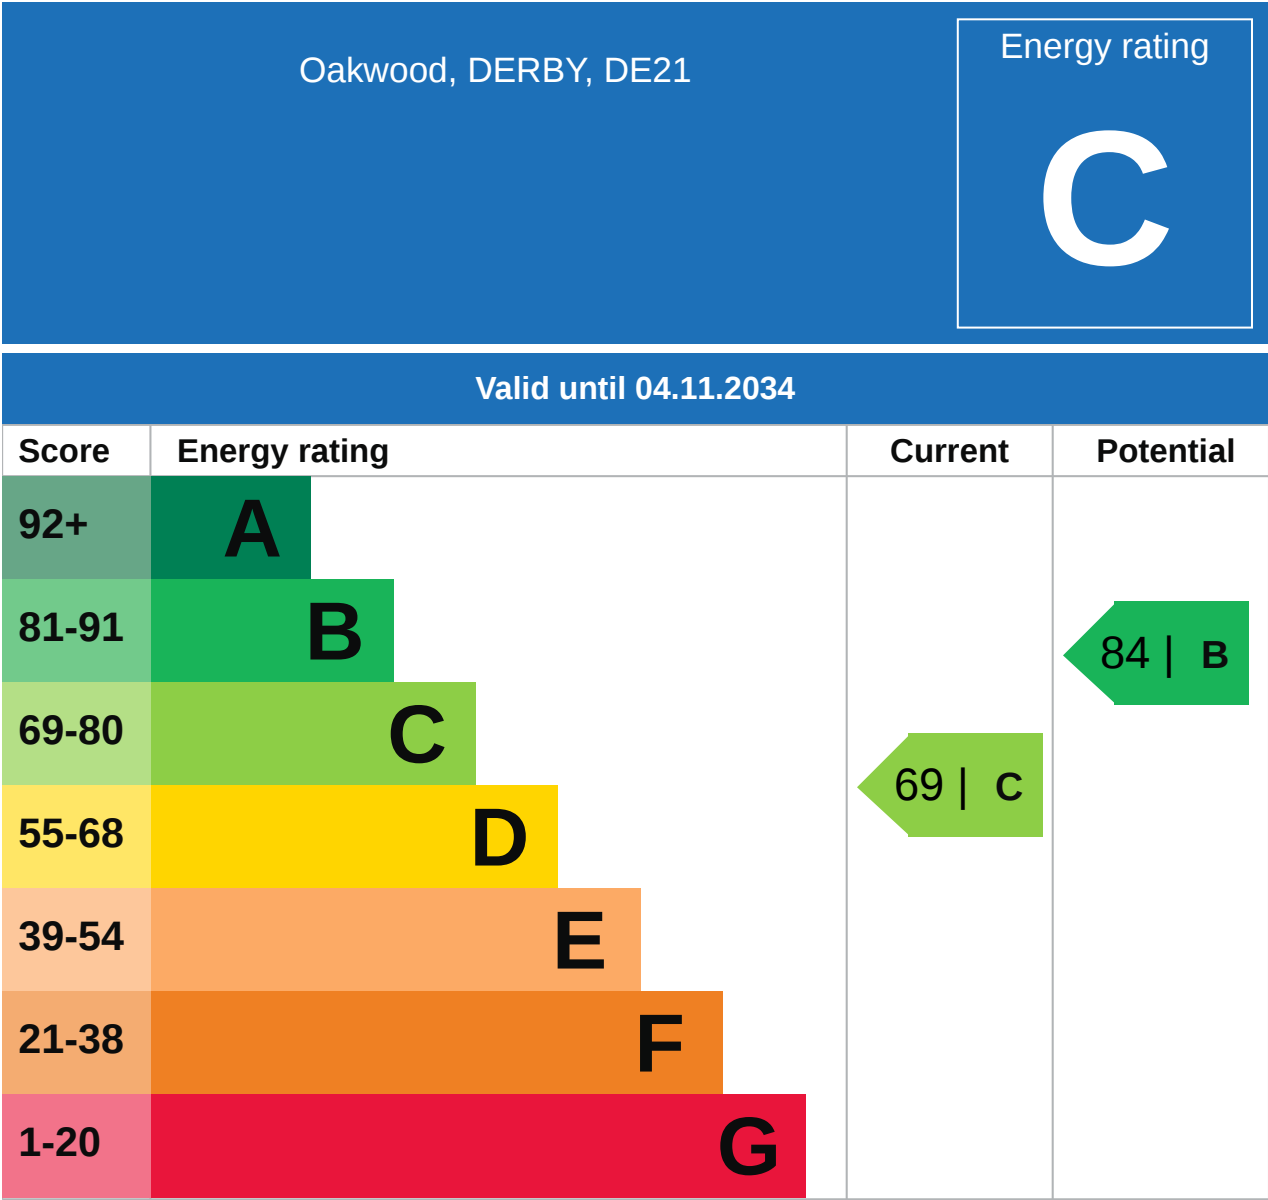 Oakwood, DERBY, DE21
Energy rating
C
Valid until 04.11.2034
Score Energy rating Current Potential
92+ A
81-91 B
84 | B
69-80 C
69 | C
55-68 D
39-54 E
21-38 F
1-20 G